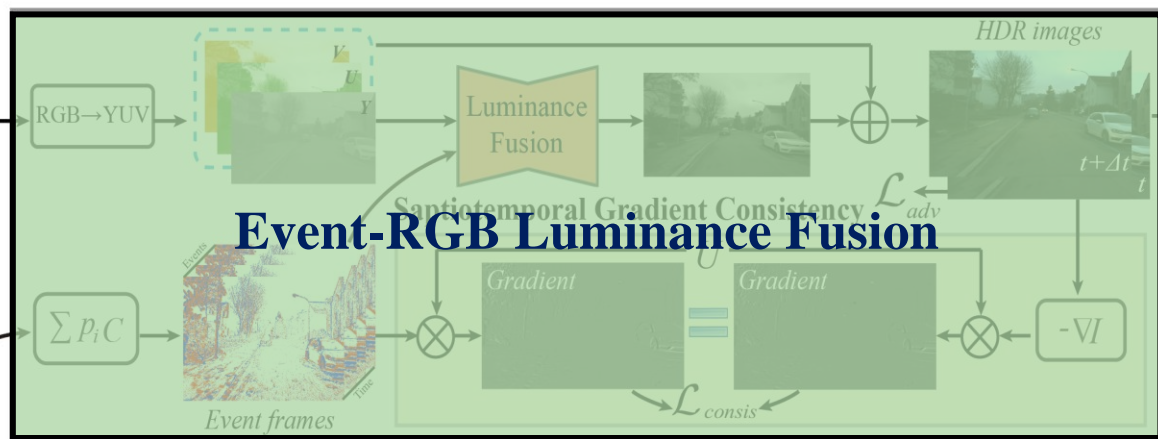 HDR images
V
U
Y
RGB→YUV
Luminance
Fusion
t+Δt
t
ℒadv
Saptiotemporal Gradient Consistency
Event-RGB Luminance Fusion
Events
U
Gradient
Gradient
∑ piC
-∇I
Time
ℒconsis
Event frames